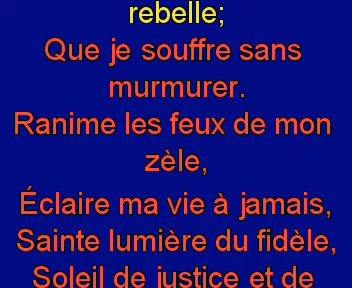 rebelle;
Que je souffre sans
murmurer.
Ranime les feux de mon
zèle,
Éclaire ma vie à jamais,
Sainte lumière du fidèle,
Soleil de justice et de